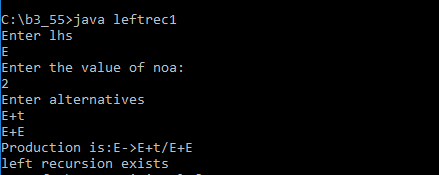 C:\b3_55>java leftrec1
Enter lhs
E
Enter the value of noa:
2
Enter alternatives
E+t
E+E
Production is:E->E+t/E+E
left recursion exists